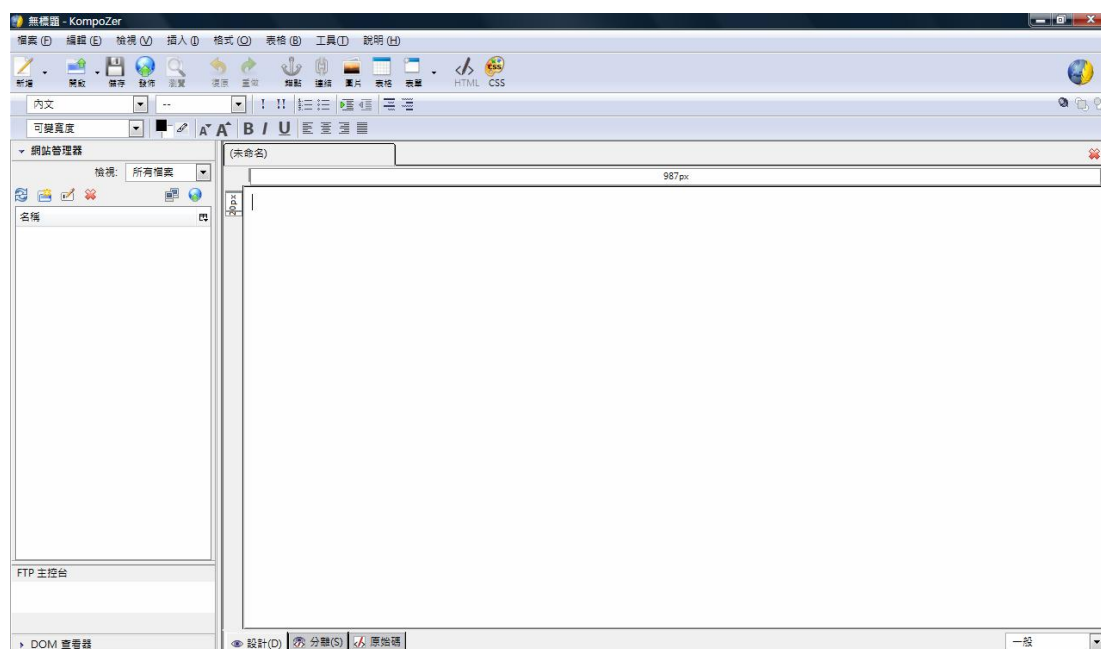 無標題 - KompoZer
檔案(F) 編輯(E) 檢視(V) 插入(I) 格式(O) 表格(B) 工具(T) 說明(H)
新增 開啟 儲存 發佈 瀏覽 復原 重做 錨點 連結 圖片 表格 表單 HTML CSS
內文 --
可變寬度
網站管理器
(未命名)
檢視: 所有檔案
987px
20px
名稱
FTP 主控台
DOM 查看器
設計(D) 分離(S) 原始碼
一般